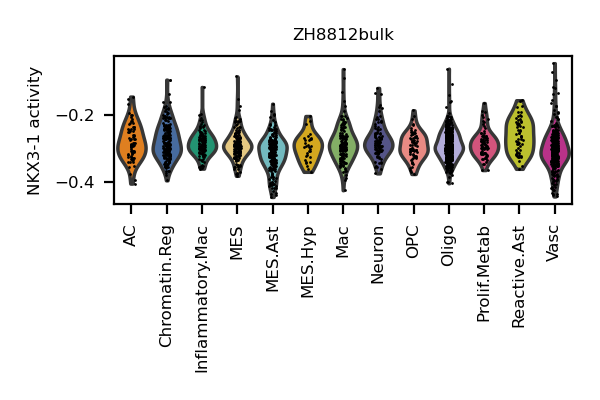 ZH8812bulk
NKX3-1 activity
−0.2
−0.4
AC
Chromatin.Reg
Inflammatory.Mac
MES
MES.Ast
MES.Hyp
Mac
Neuron
OPC
Oligo
Prolif.Metab
Reactive.Ast
Vasc